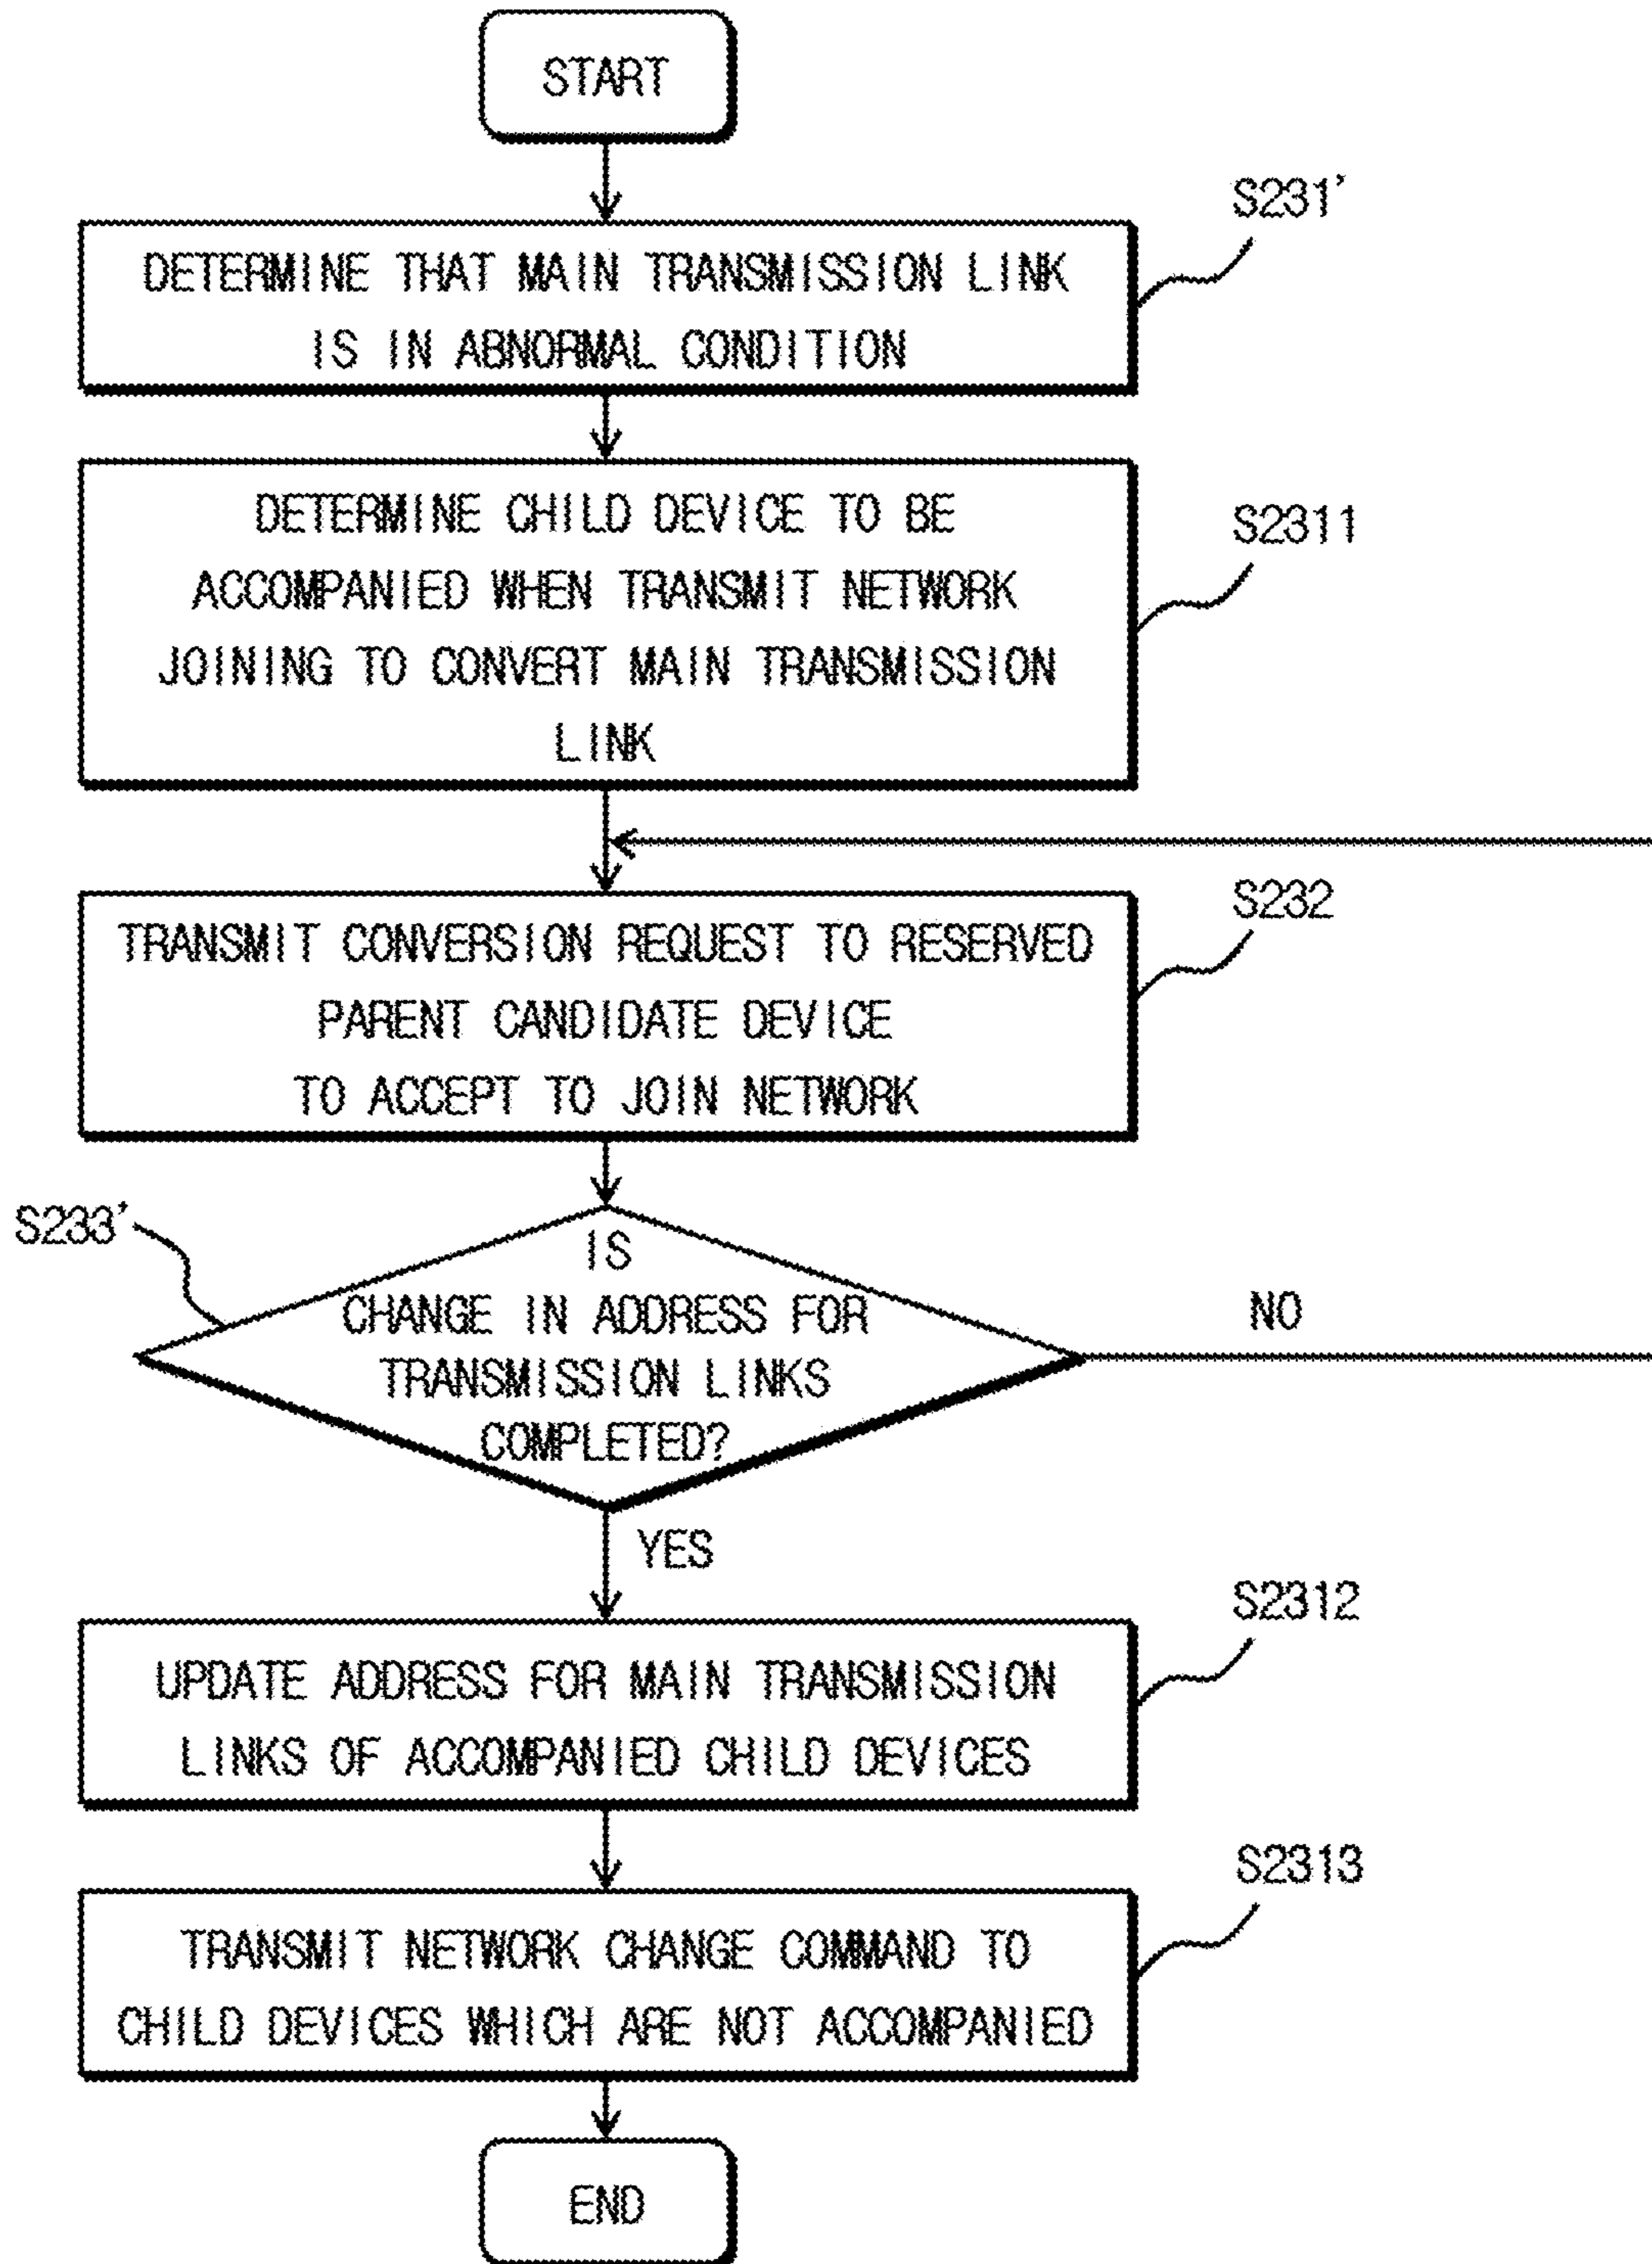 START
S231'
DETERMINE THAT MAIN TRANSMISSION LINK
IS IN ABNORMAL CONDITION
S2311
DETERMINE CHILD DEVICE TO BE
ACCOMPANIED WHEN TRANSMIT NETWORK
JOINING TO CONVERT MAIN TRANSMISSION
LINK
S232
TRANSMIT CONVERSION REQUEST TO RESERVED
PARENT CANDIDATE DEVICE
TO ACCEPT TO JOIN NETWORK
S233'
IS
CHANGE IN ADDRESS FOR
TRANSMISSION LINKS
COMPLETED?
NO
YES
S2312
UPDATE ADDRESS FOR MAIN TRANSMISSION
LINKS OF ACCOMPANIED CHILD DEVICES
S2313
TRANSMIT NETWORK CHANGE COMMAND TO
CHILD DEVICES WHICH ARE NOT ACCOMPANIED
END